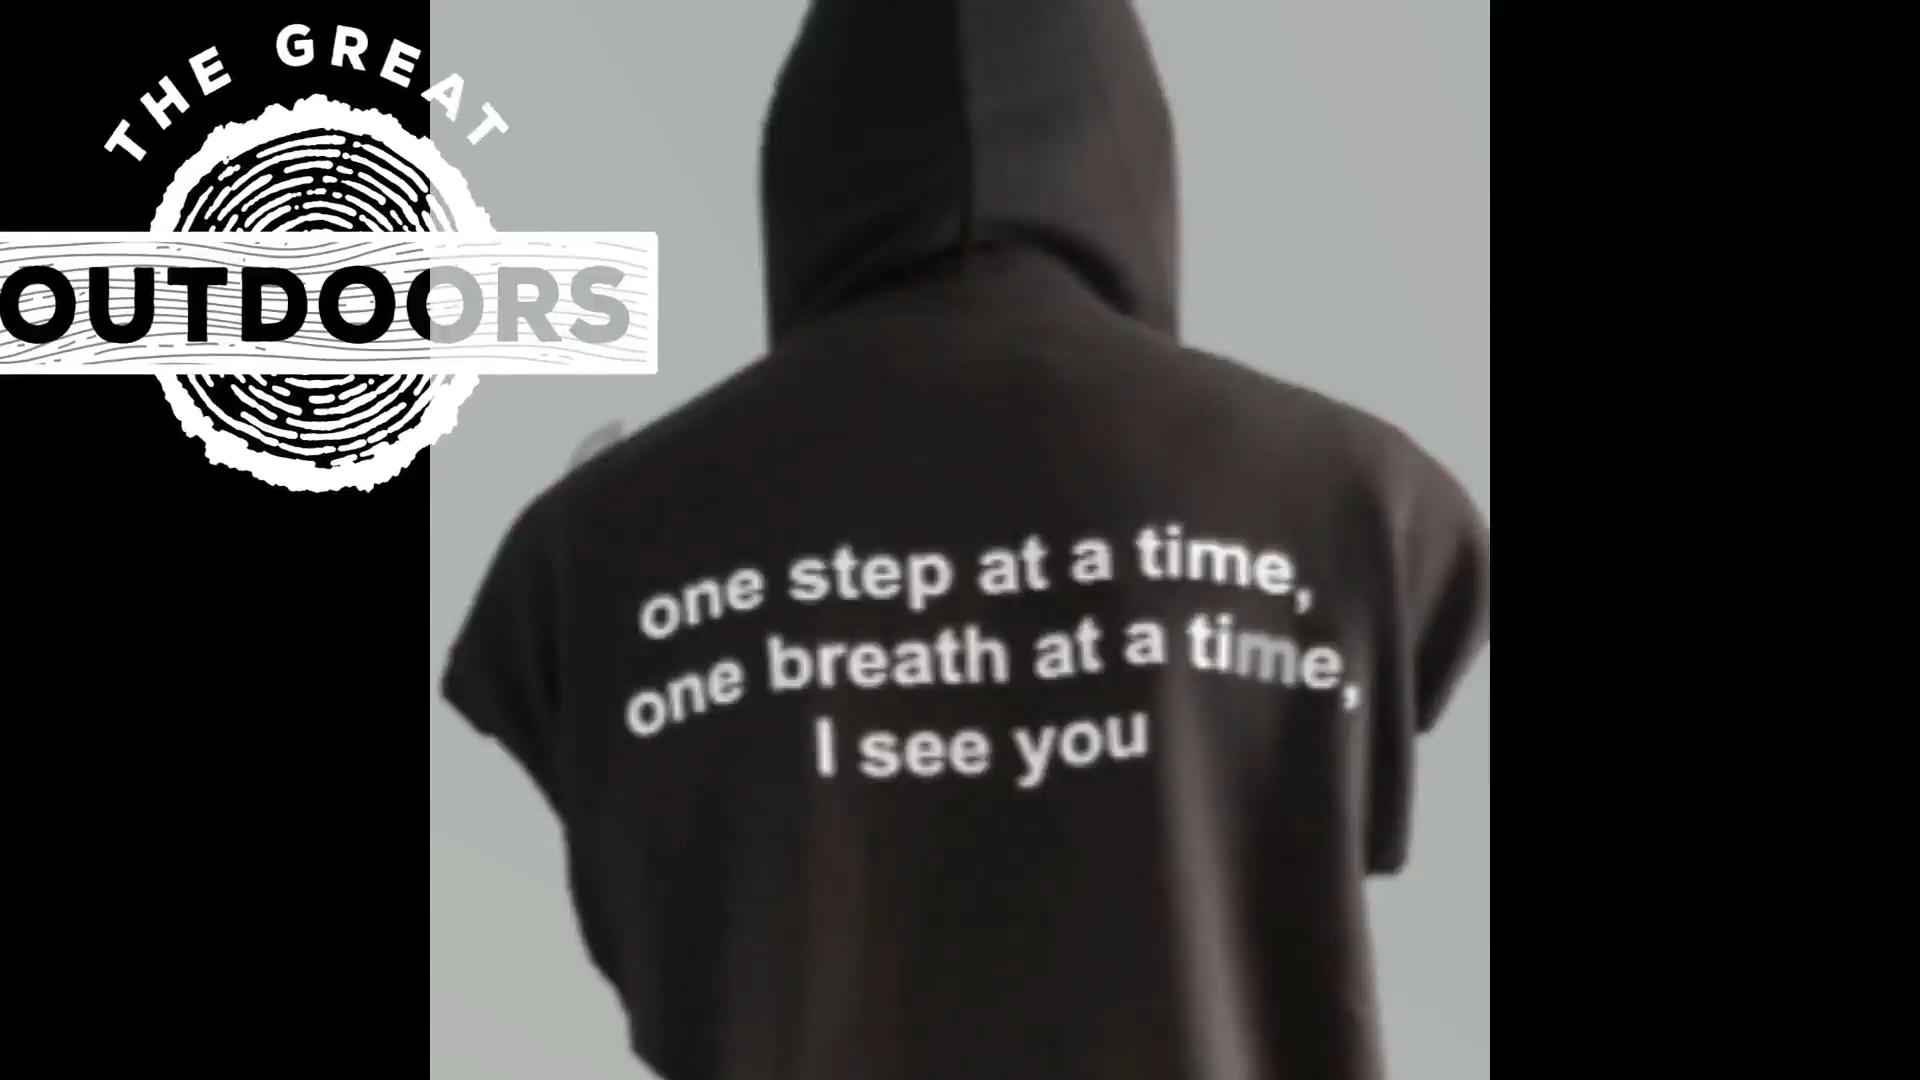 THE GREAT
OUTDOORS
one step at a time,
one breath at a time,
I see you